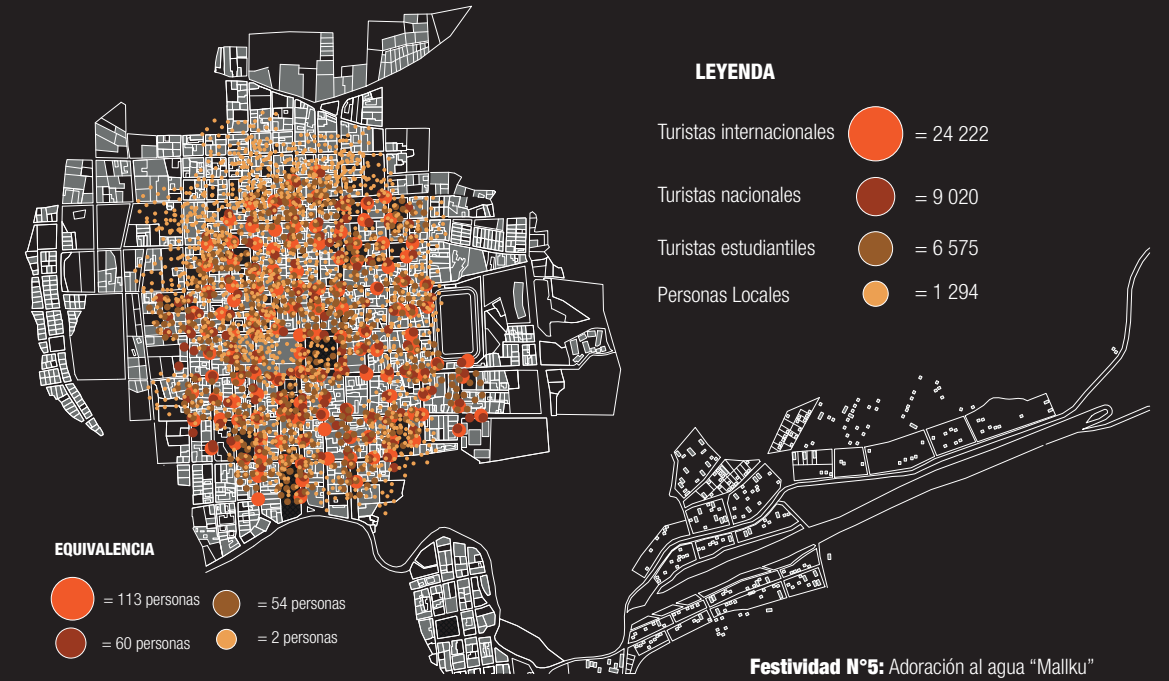 LEYENDA
Turistas internacionales = 24 222
Turistas nacionales = 9 020
Turistas estudiantiles = 6 575
Personas Locales = 1 294
EQUIVALENCIA
= 113 personas = 54 personas
= 60 personas = 2 personas
Festividad N°5: Adoración al agua “Mallku”